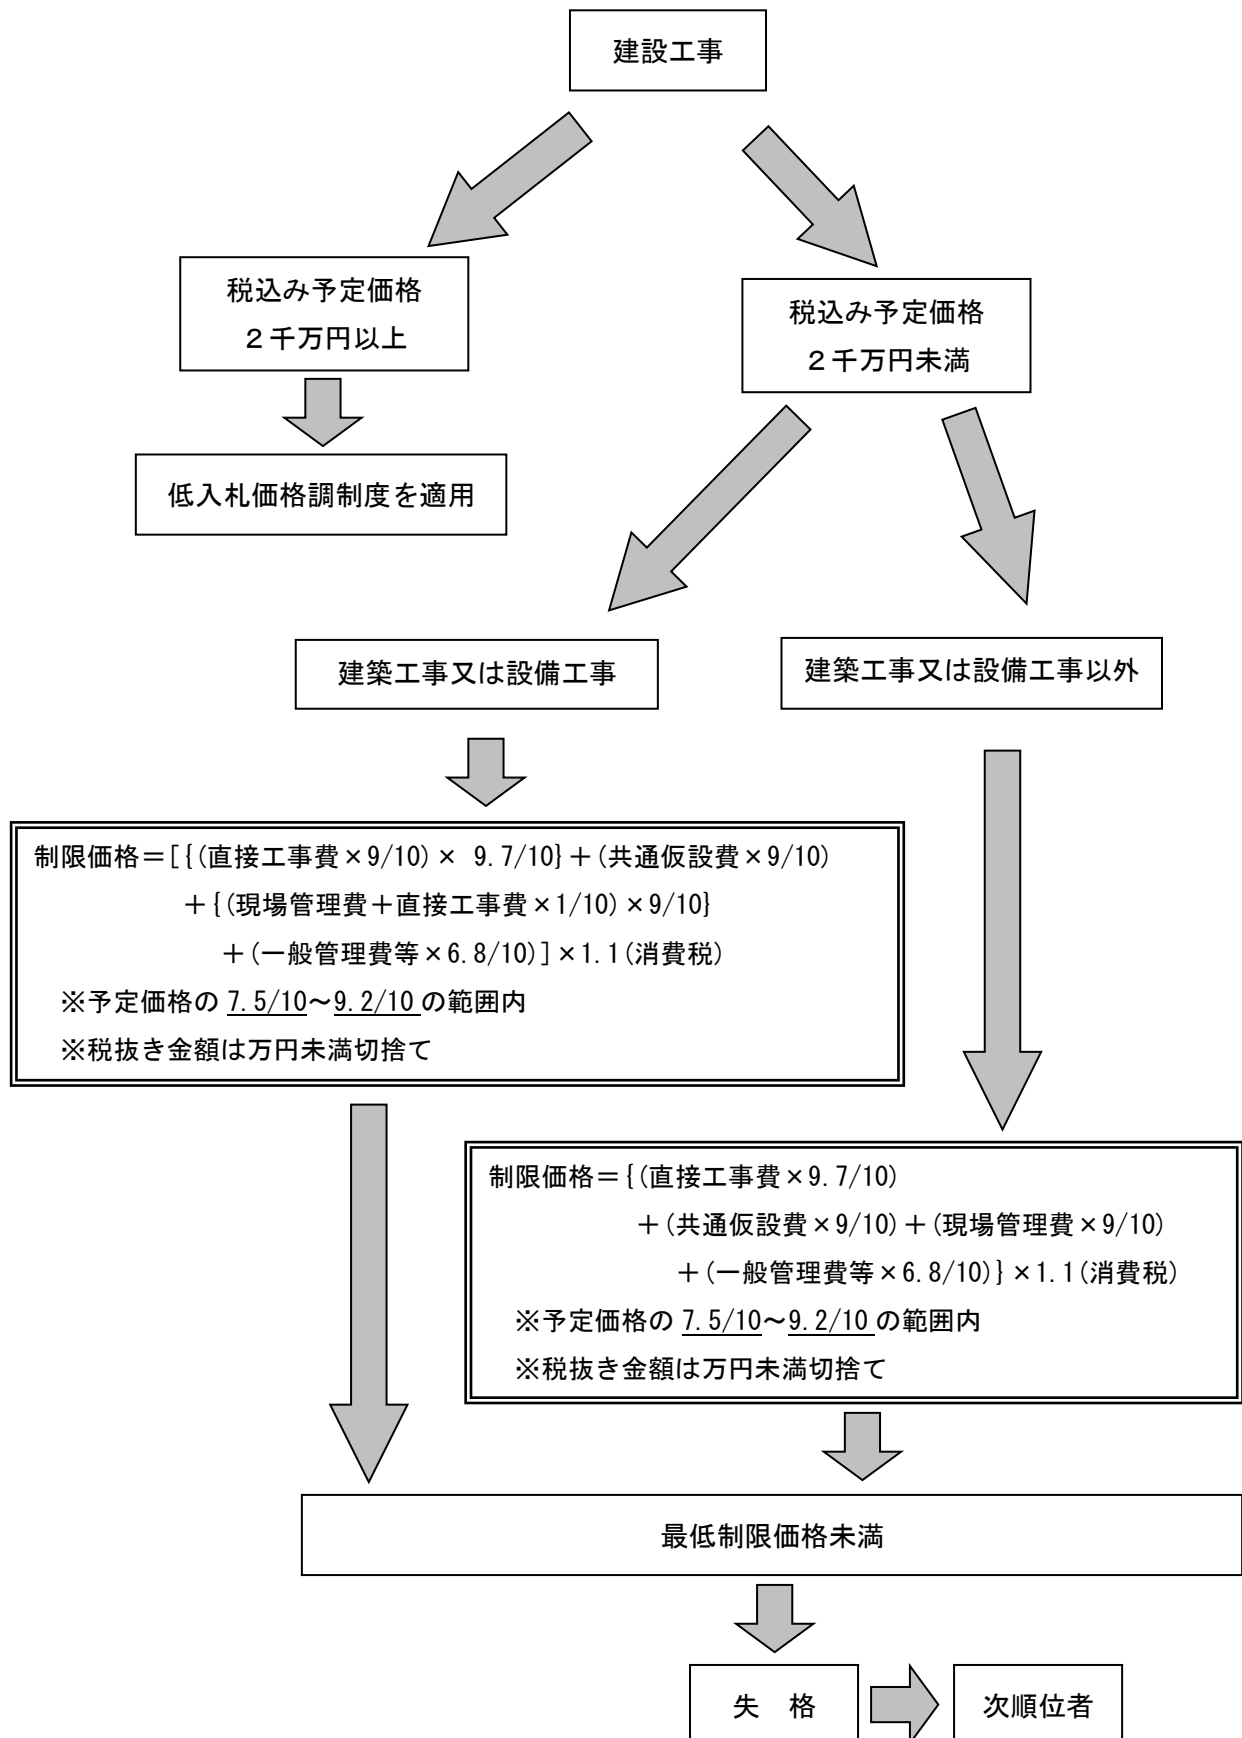 建設工事
税込み予定価格
２千万円以上
税込み予定価格
２千万円未満
低入札価格調制度を適用
建築工事又は設備工事
建築工事又は設備工事以外
制限価格＝[{(直接工事費×9/10)× 9.7/10}＋(共通仮設費×9/10)
＋{(現場管理費＋直接工事費×1/10)×9/10}
＋(一般管理費等×6.8/10)]×1.1(消費税)
※予定価格の 7.5/10～9.2/10 の範囲内
※税抜き金額は万円未満切捨て
制限価格＝{(直接工事費×9.7/10)
＋(共通仮設費×9/10)＋(現場管理費×9/10)
＋(一般管理費等×6.8/10)}×1.1(消費税)
※予定価格の 7.5/10～9.2/10 の範囲内
※税抜き金額は万円未満切捨て
最低制限価格未満
失　格
次順位者